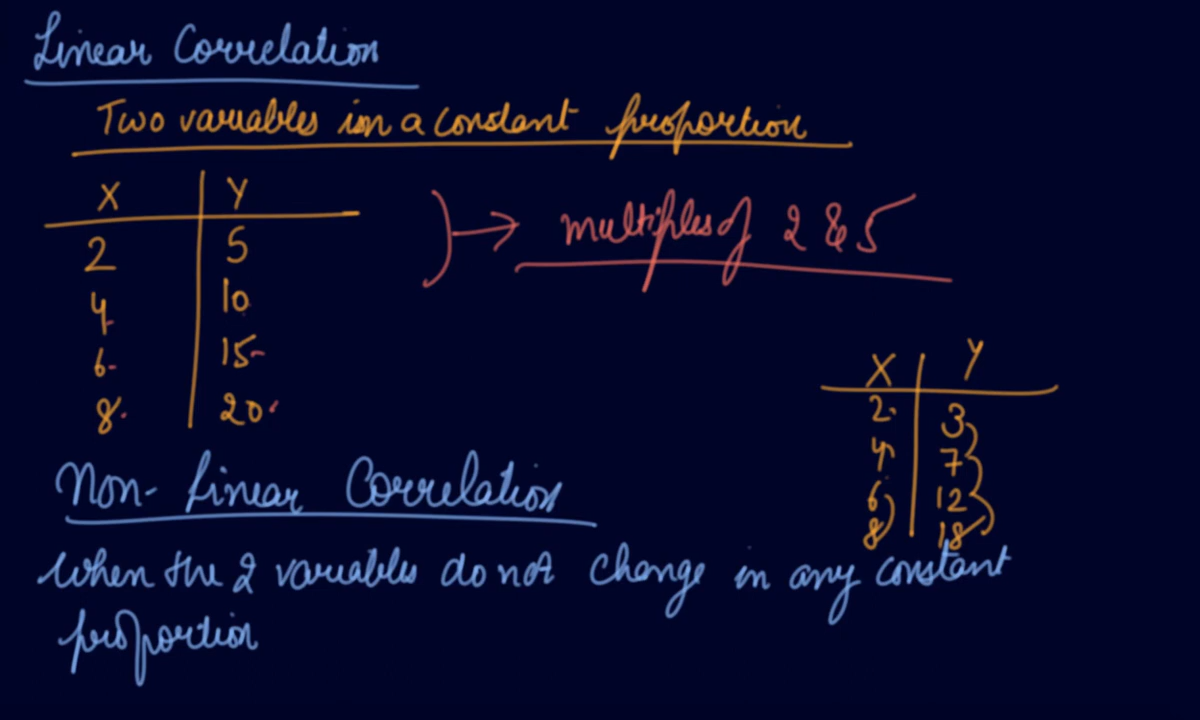 Linear Correlation
Two variables in a constant proportion
X Y
2 5
4 10
6 15
8 20
multiples of 2 & 5
X Y
2 3
4 7
6 12
8 18
Non-Linear Correlation
When the 2 variables do not change in any constant
proportion